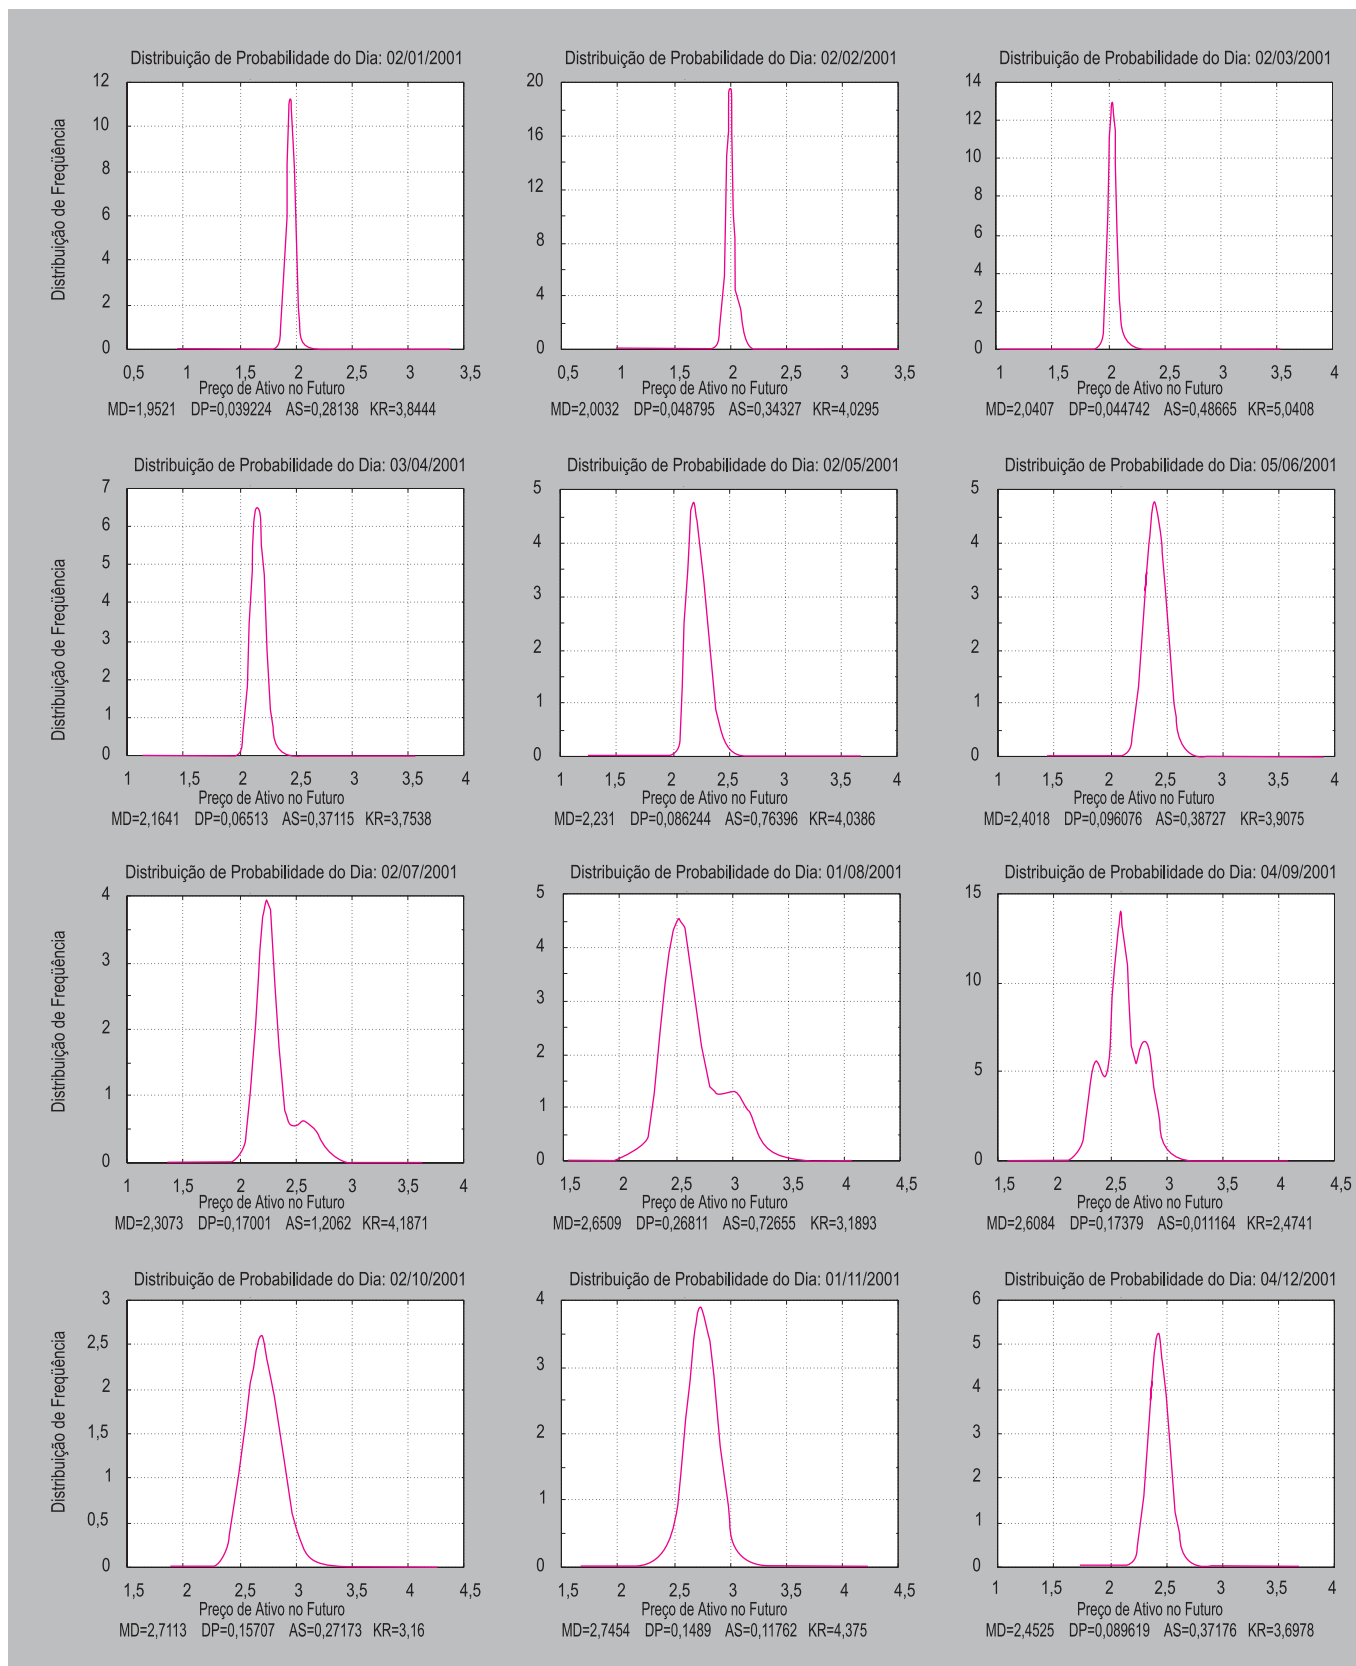 Distribuição de Probabilidade do Dia: 02/01/2001
Distribuição de Freqüência
12
10
8
6
4
2
0
0,5 1 1,5 2 2,5 3 3,5
Preço de Ativo no Futuro
MD=1,9521 DP=0,039224 AS=0,28138 KR=3,8444
Distribuição de Probabilidade do Dia: 02/02/2001
20
16
12
8
4
0
0,5 1 1,5 2 2,5 3 3,5
Preço de Ativo no Futuro
MD=2,0032 DP=0,048795 AS=0,34327 KR=4,0295
Distribuição de Probabilidade do Dia: 02/03/2001
14
12
10
8
6
4
2
0
1 1,5 2 2,5 3 3,5 4
Preço de Ativo no Futuro
MD=2,0407 DP=0,044742 AS=0,48665 KR=5,0408
Distribuição de Probabilidade do Dia: 03/04/2001
Distribuição de Freqüência
7
6
5
4
3
2
1
0
1 1,5 2 2,5 3 3,5 4
Preço de Ativo no Futuro
MD=2,1641 DP=0,06513 AS=0,37115 KR=3,7538
Distribuição de Probabilidade do Dia: 02/05/2001
5
4
3
2
1
0
1 1,5 2 2,5 3 3,5 4
Preço de Ativo no Futuro
MD=2,231 DP=0,086244 AS=0,76396 KR=4,0386
Distribuição de Probabilidade do Dia: 05/06/2001
5
4
3
2
1
0
1 1,5 2 2,5 3 3,5 4
Preço de Ativo no Futuro
MD=2,4018 DP=0,096076 AS=0,38727 KR=3,9075
Distribuição de Probabilidade do Dia: 02/07/2001
Distribuição de Freqüência
4
3
2
1
0
1 1,5 2 2,5 3 3,5 4
Preço de Ativo no Futuro
MD=2,3073 DP=0,17001 AS=1,2062 KR=4,1871
Distribuição de Probabilidade do Dia: 01/08/2001
5
4
3
2
1
0
1,5 2 2,5 3 3,5 4 4,5
Preço de Ativo no Futuro
MD=2,6509 DP=0,26811 AS=0,72655 KR=3,1893
Distribuição de Probabilidade do Dia: 04/09/2001
15
10
5
0
1,5 2 2,5 3 3,5 4 4,5
Preço de Ativo no Futuro
MD=2,6084 DP=0,17379 AS=0,011164 KR=2,4741
Distribuição de Probabilidade do Dia: 02/10/2001
Distribuição de Freqüência
3
2,5
2
1,5
1
0,5
0
1,5 2 2,5 3 3,5 4 4,5
Preço de Ativo no Futuro
MD=2,7113 DP=0,15707 AS=0,27173 KR=3,16
Distribuição de Probabilidade do Dia: 01/11/2001
4
3
2
1
0
1,5 2 2,5 3 3,5 4 4,5
Preço de Ativo no Futuro
MD=2,7454 DP=0,1489 AS=0,11762 KR=4,375
Distribuição de Probabilidade do Dia: 04/12/2001
6
5
4
3
2
1
0
1 1,5 2 2,5 3 3,5 4
Preço de Ativo no Futuro
MD=2,4525 DP=0,089619 AS=0,37176 KR=3,6978